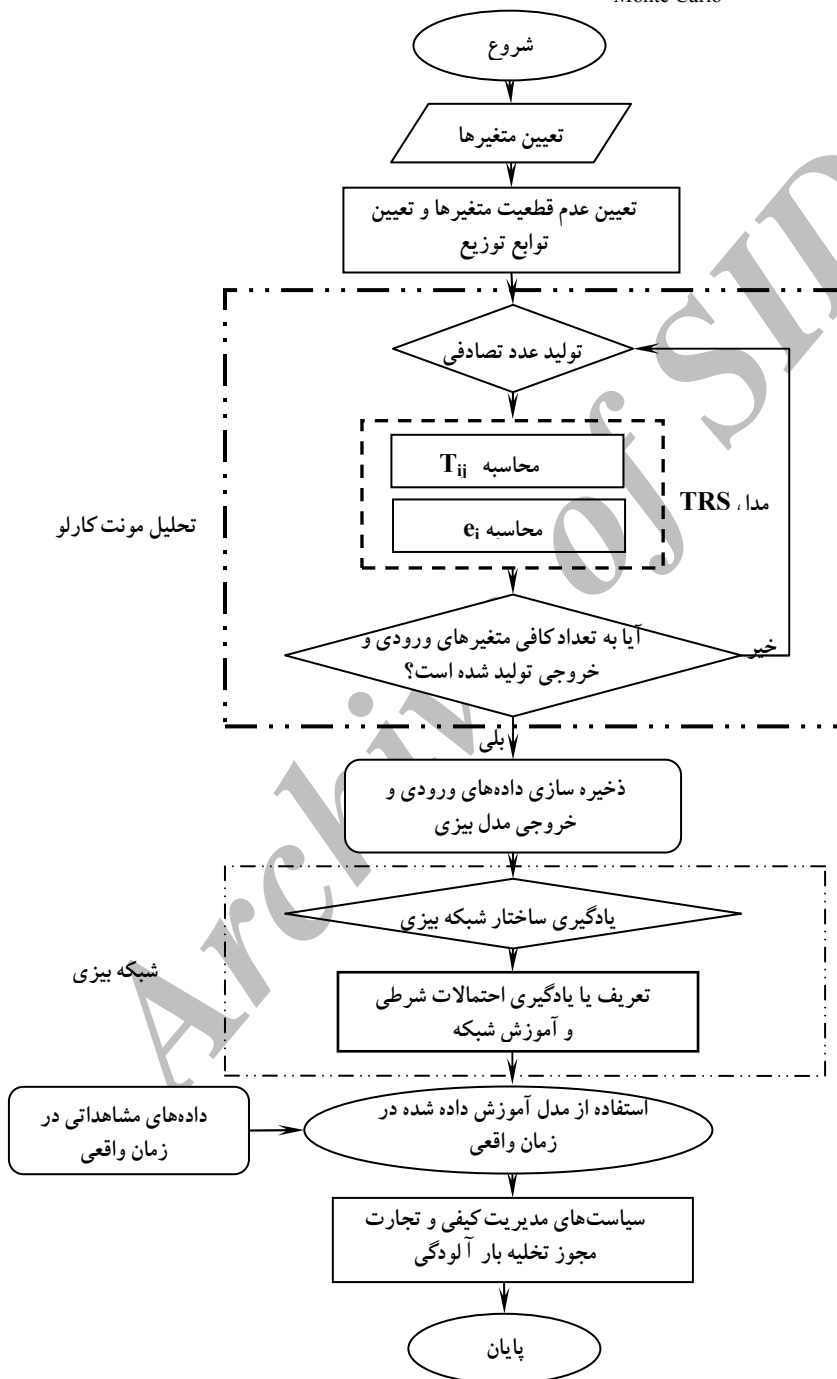 Monte Carlo
شروع
تعیین متغیرها
تعیین عدم قطعیت متغیرها و تعیین
توابع توزیع
تولید عدد تصادفی
محاسبه Tij
محاسبه ei
مدل TRS
تحلیل مونت کارلو
آیا به تعداد کافی متغیرهای ورودی و
خروجی تولید شده است؟
خیر
بلی
ذخیره سازی داده‌های ورودی و
خروجی مدل بیزی
یادگیری ساختار شبکه بیزی
شبکه بیزی
تعریف یا یادگیری احتمالات شرطی
و آموزش شبکه
داده‌های مشاهداتی در
زمان واقعی
استفاده از مدل آموزش داده شده در
زمان واقعی
سیاست‌های مدیریت کیفی و تجارت
مجوز تخلیه بار آلودگی
پایان
Archive of SID